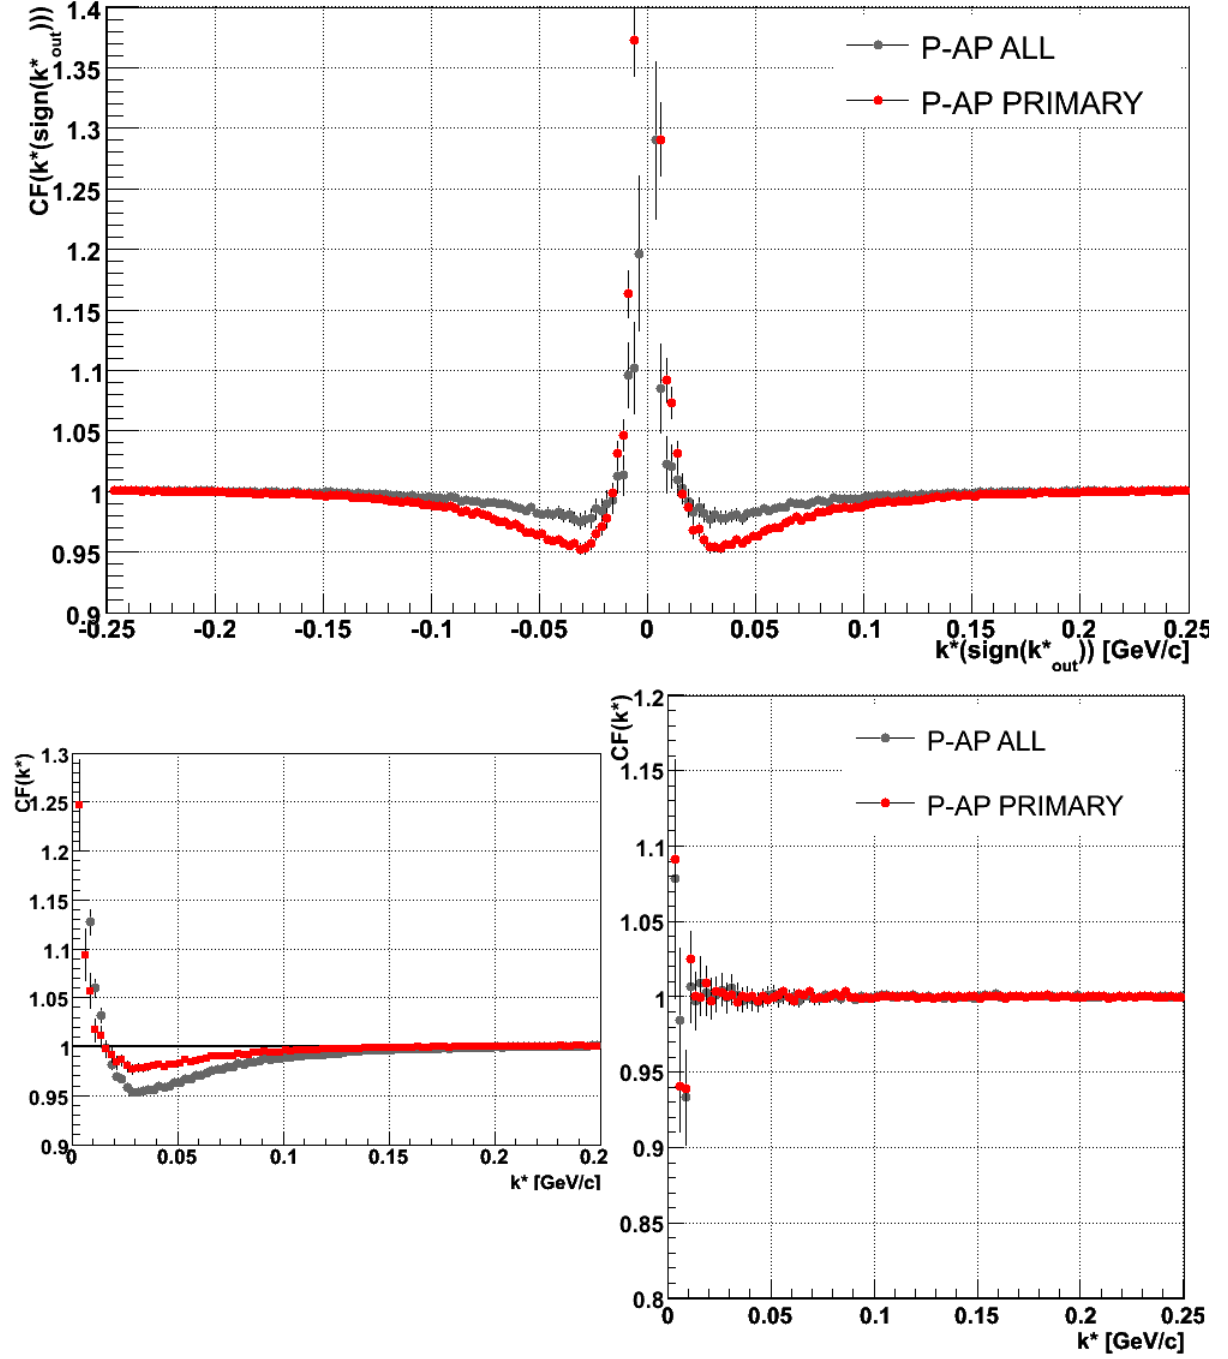 1.4
1.35
1.3
1.25
1.2
1.15
1.1
1.05
1
0.95
0.9
CF(k*(sign(k*out)))
P-AP ALL
P-AP PRIMARY
-0.25 -0.2 -0.15 -0.1 -0.05 0 0.05 0.1 0.15 0.2 0.25
k*(sign(k*out)) [GeV/c]
CF(k*)
1.3
1.25
1.2
1.15
1.1
1.05
1
0.95
0.9
0 0.05 0.1 0.15 0.2 0.2
k* [GeV/c]
CF(k*)
1.2
1.15
1.1
1.05
1
0.95
0.9
0.85
0.8
P-AP ALL
P-AP PRIMARY
0 0.05 0.1 0.15 0.2 0.25
k* [GeV/c]